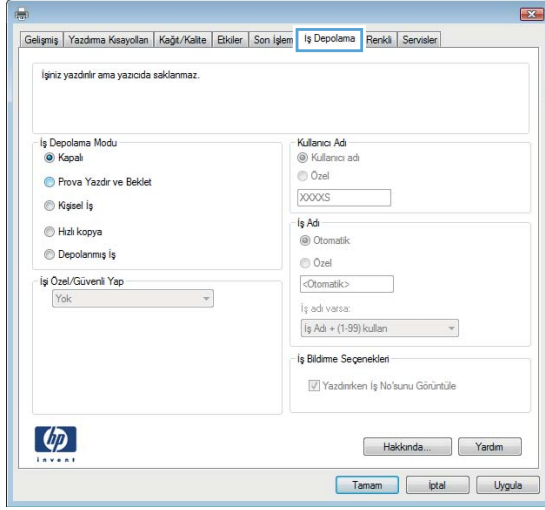 Gelişmiş Yazdırma Kısayolları Kağıt/Kalite Etkiler Son İşlem İş Depolama Renkli Servisler
İşiniz yazdırılır ama yazıcıda saklanmaz.
İş Depolama Modu
Kapalı
Prova Yazdır ve Beklet
Kişisel İş
Hızlı kopya
Depolanmış İş
İşi Özel/Güvenli Yap
Yok
Kullanıcı Adı
Kullanıcı adı
Özel
XXXXS
İş Adı
Otomatik
Özel
<Otomatik>
İş adı varsa:
İş Adı + (1-99) kullan
İş Bildirme Seçenekleri
Yazdırırken İş No'sunu Görüntüle
hp
invent
Hakkında... Yardım
Tamam İptal Uygula